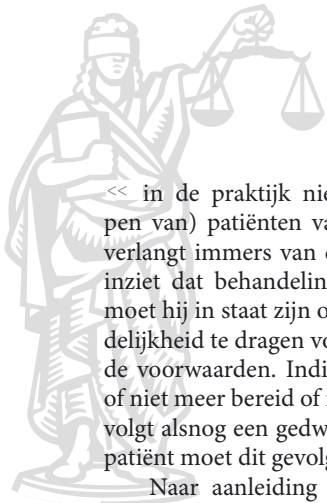 << in de praktijk nie
pen van) patiënten va
verlangt immers van
inziet dat behandelin
moet hij in staat zijn o
delijkheid te dragen vo
de voorwaarden. Indi
of niet meer bereid of
volgt alsnog een gedw
patiënt moet dit gevolg
Naar aanleiding